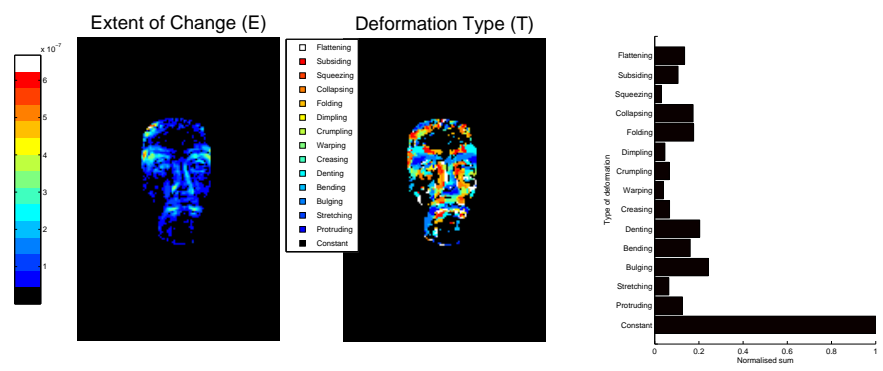 Extent of Change (E)
x 10⁻⁷
6
5
4
3
2
1
Deformation Type (T)
Flattening
Subsiding
Squeezing
Collapsing
Folding
Dimpling
Crumpling
Warping
Creasing
Denting
Bending
Bulging
Stretching
Protruding
Constant
Type of deformation
Flattening
Subsiding
Squeezing
Collapsing
Folding
Dimpling
Crumpling
Warping
Creasing
Denting
Bending
Bulging
Stretching
Protruding
Constant
0 0.2 0.4 0.6 0.8 1
Normalised sum